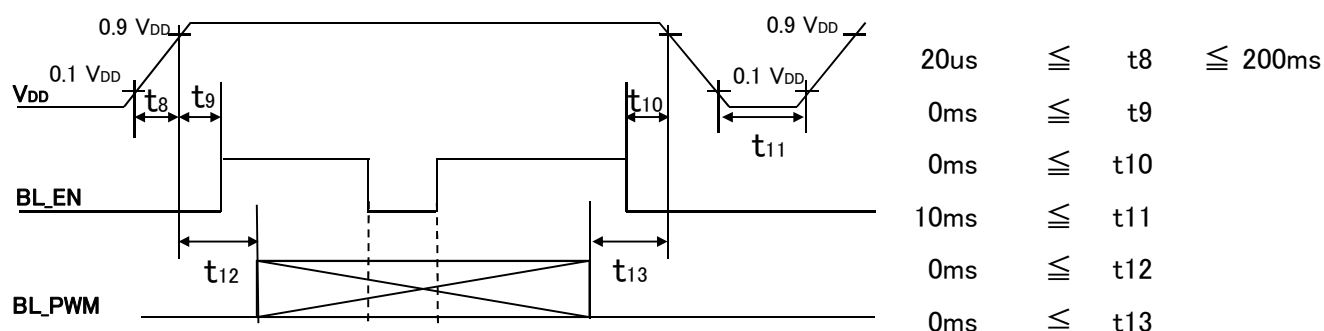 0.9 VDD
0.9 VDD
20us ≦ t8 ≦ 200ms
0.1 VDD
0.1 VDD
VDD
t8
t9
t10
0ms ≦ t9
t11
0ms ≦ t10
BL_EN
10ms ≦ t11
t12
t13
0ms ≦ t12
BL_PWM
0ms ≦ t13